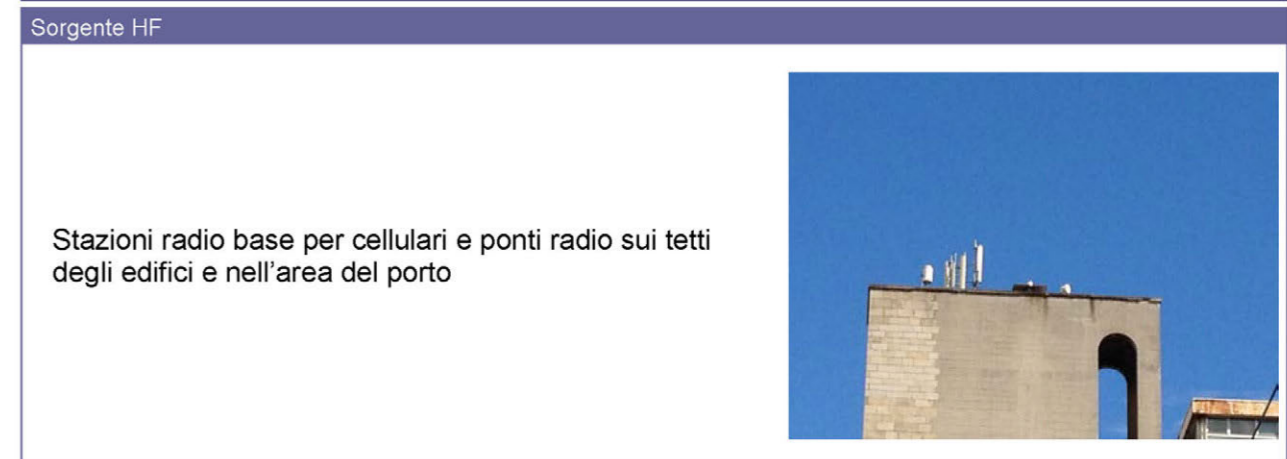 Sorgente HF
Stazioni radio base per cellulari e ponti radio sui tetti
degli edifici e nell'area del porto